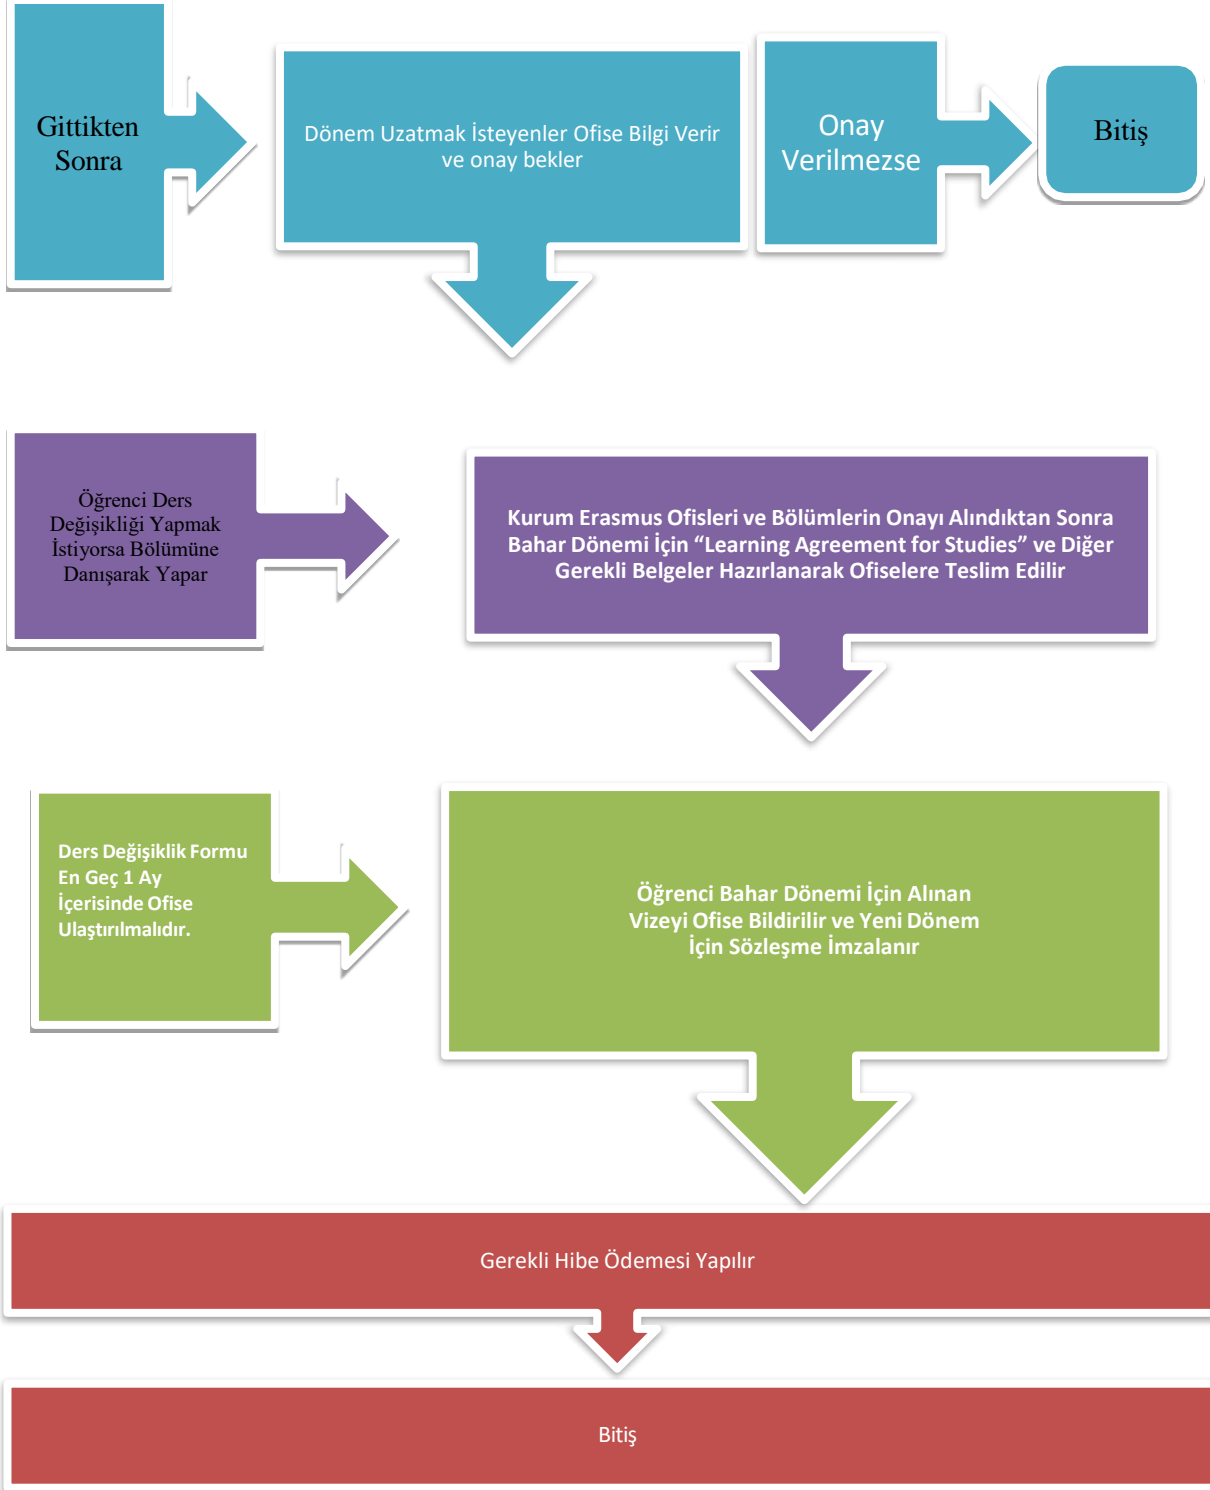 Gittikten
Sonra
Dönem Uzatmak İsteyenler Ofise Bilgi Verir
ve onay bekler
Onay
Verilmezse
Bitiş
Öğrenci Ders
Değişikliği Yapmak
İstiyorsa Bölümüne
Danışarak Yapar
Kurum Erasmus Ofisleri ve Bölümlerin Onayı Alındıktan Sonra
Bahar Dönemi İçin “Learning Agreement for Studies” ve Diğer
Gerekli Belgeler Hazırlanarak Ofiselere Teslim Edilir
Ders Değişiklik Formu
En Geç 1 Ay
İçerisinde Ofise
Ulaştırılmalıdır.
Öğrenci Bahar Dönemi İçin Alınan
Vizeyi Ofise Bildirilir ve Yeni Dönem
İçin Sözleşme İmzalanır
Gerekli Hibe Ödemesi Yapılır
Bitiş